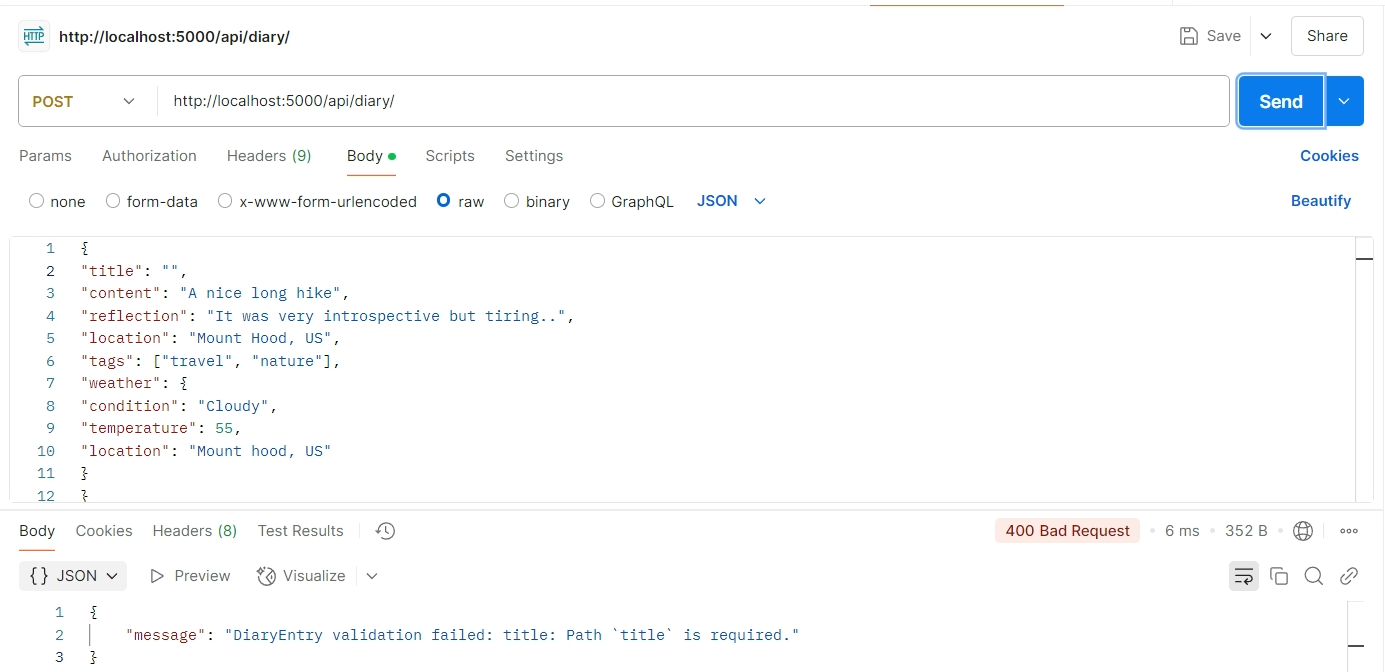 HTTP http://localhost:5000/api/diary/ Save Share
POST http://localhost:5000/api/diary/ Send
Params Authorization Headers (9) Body Scripts Settings Cookies
none form-data x-www-form-urlencoded raw binary GraphQL JSON Beautify
1 {
2 "title": "",
3 "content": "A nice long hike",
4 "reflection": "It was very introspective but tiring..",
5 "location": "Mount Hood, US",
6 "tags": ["travel", "nature"],
7 "weather": {
8 "condition": "Cloudy",
9 "temperature": 55,
10 "location": "Mount hood, US"
11 }
12 }
Body Cookies Headers (8) Test Results 400 Bad Request 6 ms 352 B
{} JSON Preview Visualize
1 {
2 "message": "DiaryEntry validation failed: title: Path `title` is required."
3 }